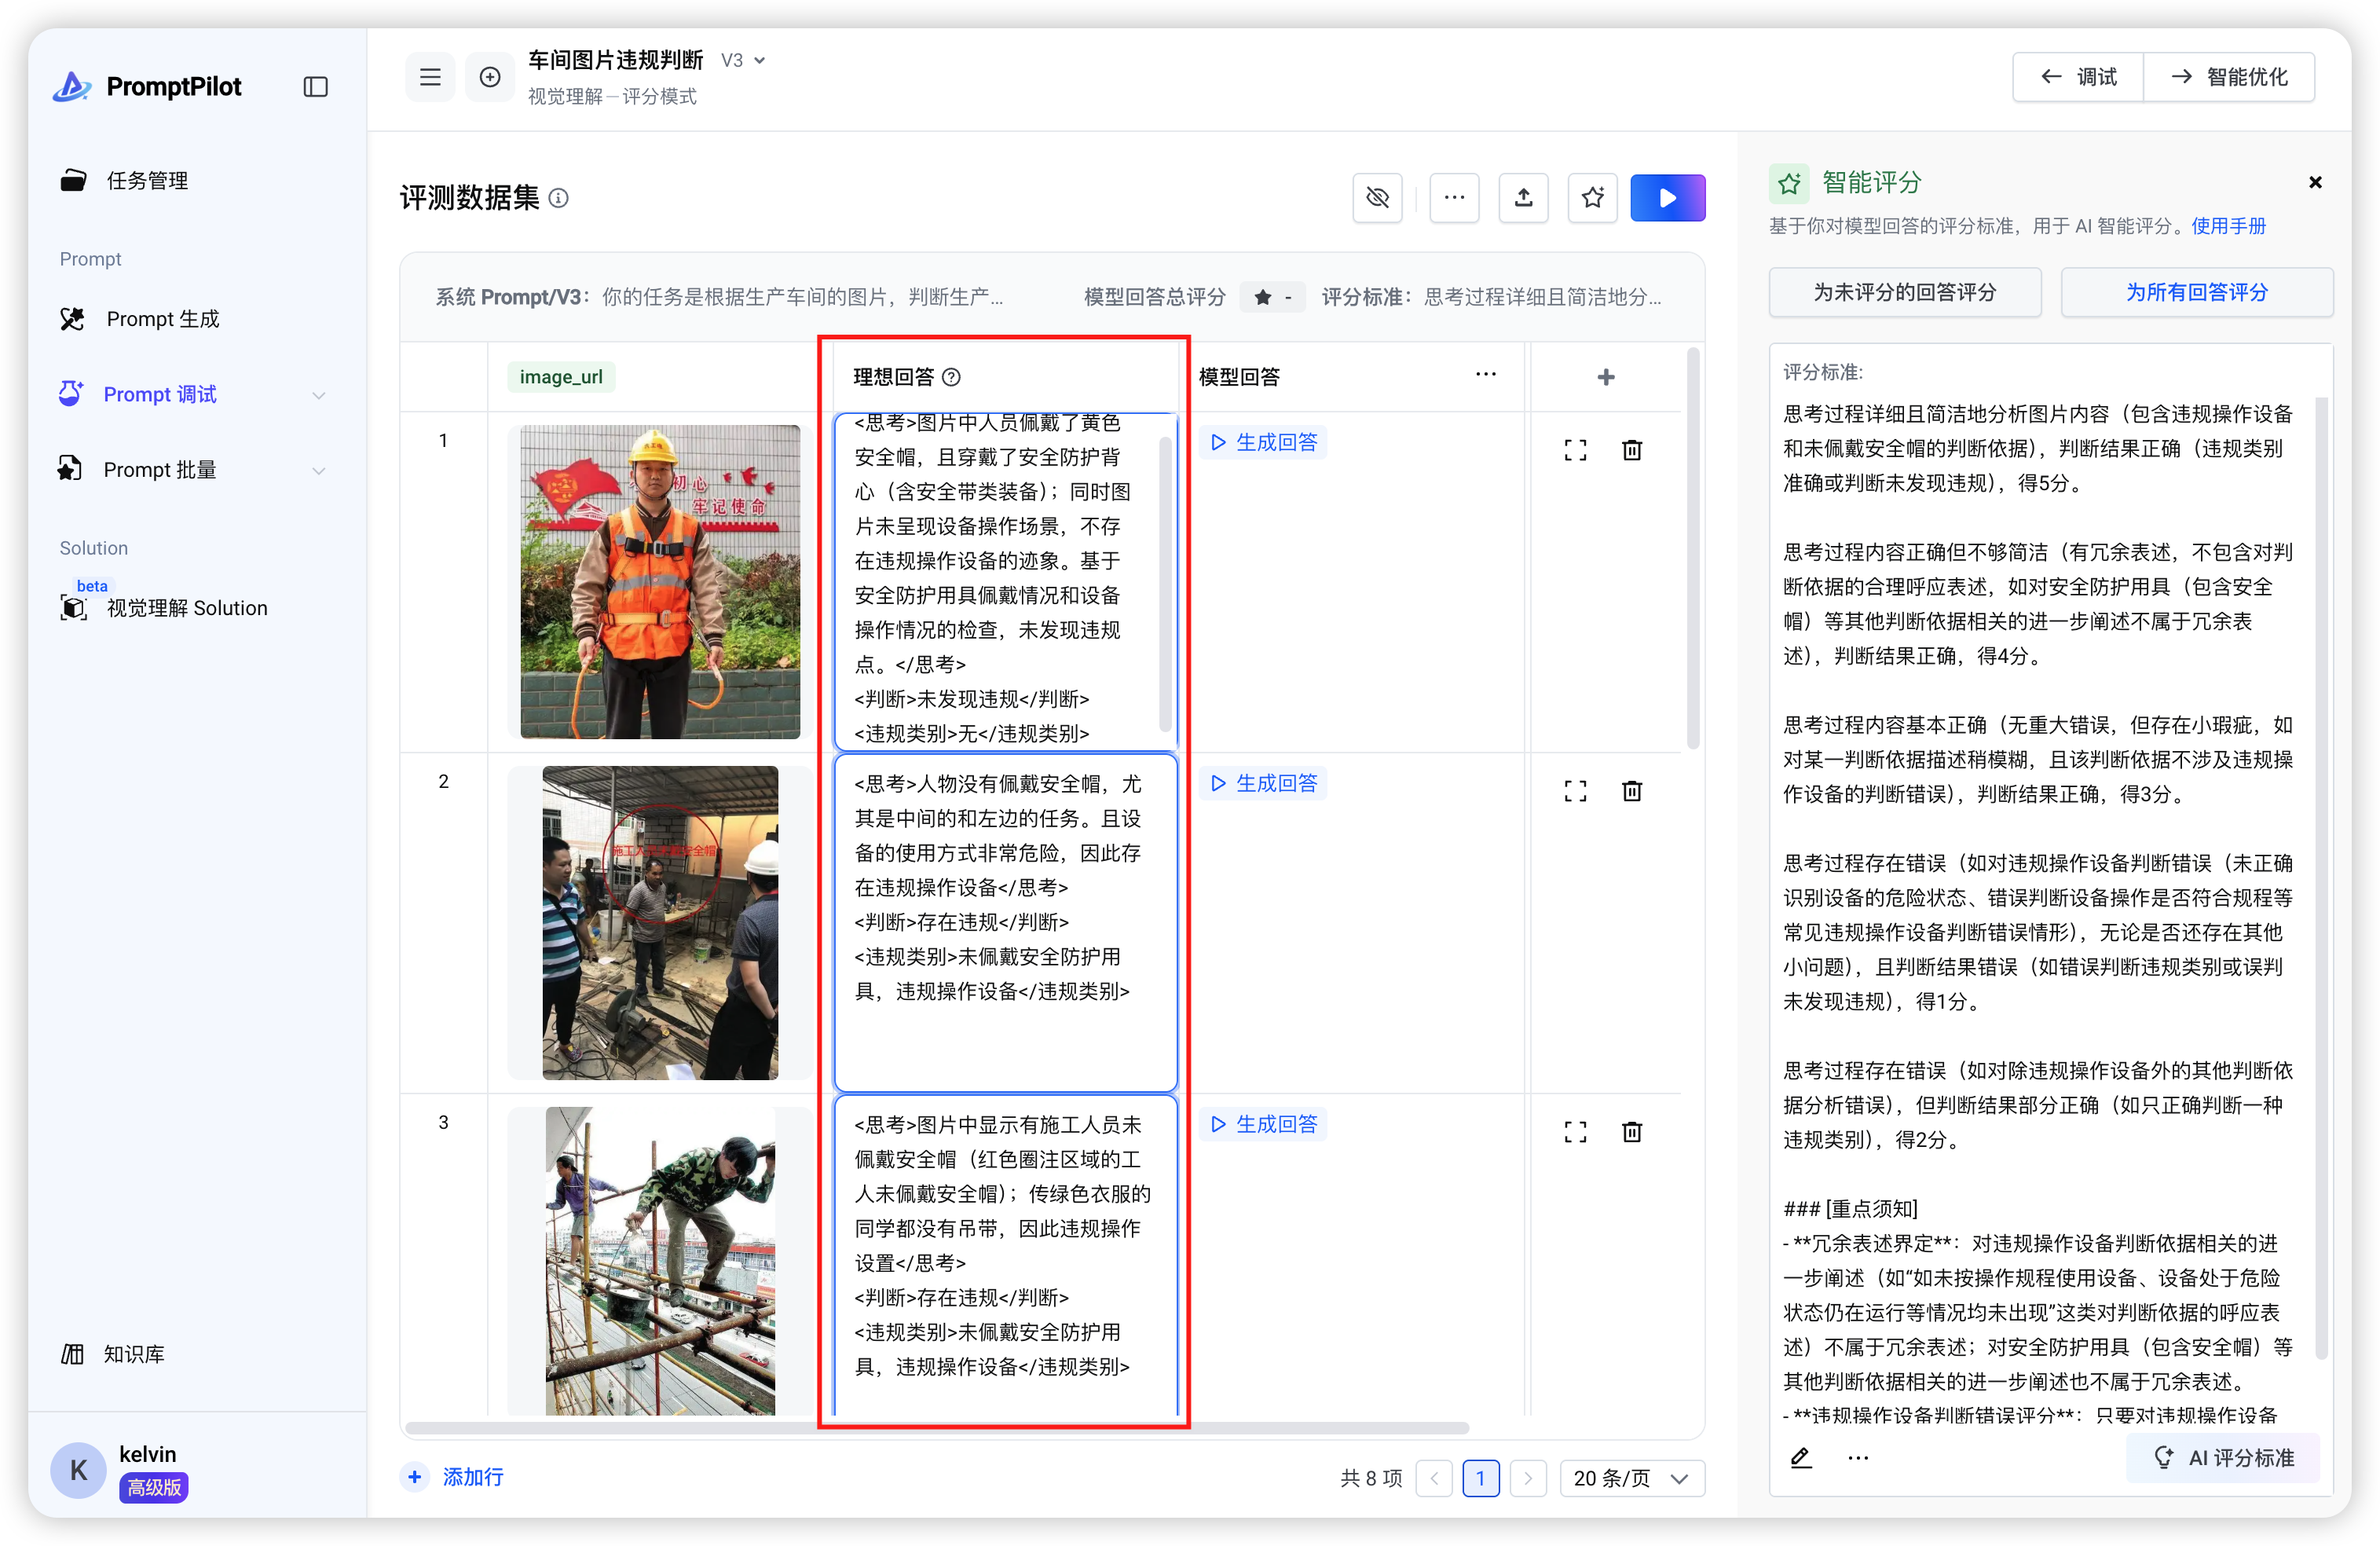 PromptPilot
任务管理
Prompt
Prompt 生成
Prompt 调试
Prompt 批量
Solution
beta
视觉理解 Solution
知识库
K
kelvin
高级版
车间图片违规判断 V3
视觉理解－评分模式
调试
智能优化
评测数据集
系统 Prompt/V3：你的任务是根据生产车间的图片，判断生产...
模型回答总评分 ★ -
评分标准：思考过程详细且简洁地分...
image_url
理想回答
模型回答
1
初心
牢记使命
<思考>图片中人员佩戴了黄色
安全帽，且穿戴了安全防护背
心（含安全带类装备）；同时图
片未呈现设备操作场景，不存
在违规操作设备的迹象。基于
安全防护用具佩戴情况和设备
操作情况的检查，未发现违规
点。</思考>
<判断>未发现违规</判断>
<违规类别>无</违规类别>
生成回答
2
<思考>人物没有佩戴安全帽，尤
其是中间的和左边的任务。且设
备的使用方式非常危险，因此存
在违规操作设备</思考>
<判断>存在违规</判断>
<违规类别>未佩戴安全防护用
具，违规操作设备</违规类别>
生成回答
3
<思考>图片中显示有施工人员未
佩戴安全帽（红色圈注区域的工
人未佩戴安全帽）；传绿色衣服的
同学都没有吊带，因此违规操作
设置</思考>
<判断>存在违规</判断>
<违规类别>未佩戴安全防护用
具，违规操作设备</违规类别>
生成回答
添加行
共 8 项
1
20 条/页
智能评分
基于你对模型回答的评分标准，用于 AI 智能评分。使用手册
为未评分的回答评分
为所有回答评分
评分标准:
思考过程详细且简洁地分析图片内容（包含违规操作设备
和未佩戴安全帽的判断依据），判断结果正确（违规类别
准确或判断未发现违规），得5分。
思考过程内容正确但不够简洁（有冗余表述，不包含对判
断依据的合理呼应表述，如对安全防护用具（包含安全
帽）等其他判断依据相关的进一步阐述不属于冗余表
述），判断结果正确，得4分。
思考过程内容基本正确（无重大错误，但存在小瑕疵，如
对某一判断依据描述稍模糊，且该判断依据不涉及违规操
作设备的判断错误），判断结果正确，得3分。
思考过程存在错误（如对违规操作设备判断错误（未正确
识别设备的危险状态、错误判断设备操作是否符合规程等
常见违规操作设备判断错误情形），无论是否还存在其他
小问题），且判断结果错误（如错误判断违规类别或误判
未发现违规），得1分。
思考过程存在错误（如对除违规操作设备外的其他判断依
据分析错误），但判断结果部分正确（如只正确判断一种
违规类别），得2分。
### [重点须知]
- **冗余表述界定**：对违规操作设备判断依据相关的进
一步阐述（如“如未按操作规程使用设备、设备处于危险
状态仍在运行等情况均未出现”这类对判断依据的呼应表
述）不属于冗余表述；对安全防护用具（包含安全帽）等
其他判断依据相关的进一步阐述也不属于冗余表述。
- **违规操作设备判断错误评分**：只要对违规操作设备
AI 评分标准